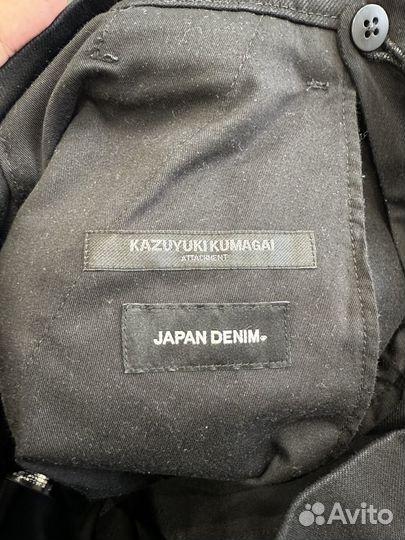 KAZUYUKI KUMAGAI
ATTACHMENT
JAPAN DENIM
Avito